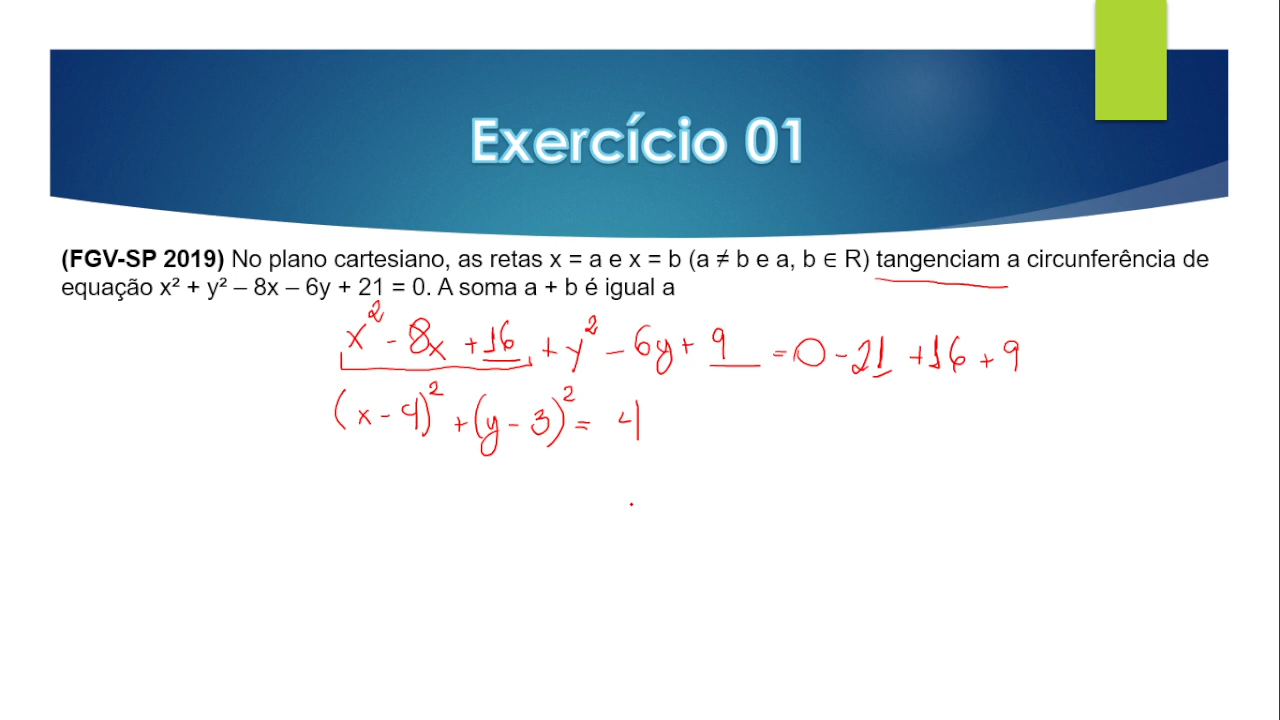 Exercício 01
(FGV-SP 2019) No plano cartesiano, as retas x = a e x = b (a ≠ b e a, b ∈ R) tangenciam a circunferência de
equação x² + y² – 8x – 6y + 21 = 0. A soma a + b é igual a
x² - 8x + 16 + y² - 6y + 9 = 0 - 21 + 16 + 9
(x - 4)² + (y - 3)² = 4